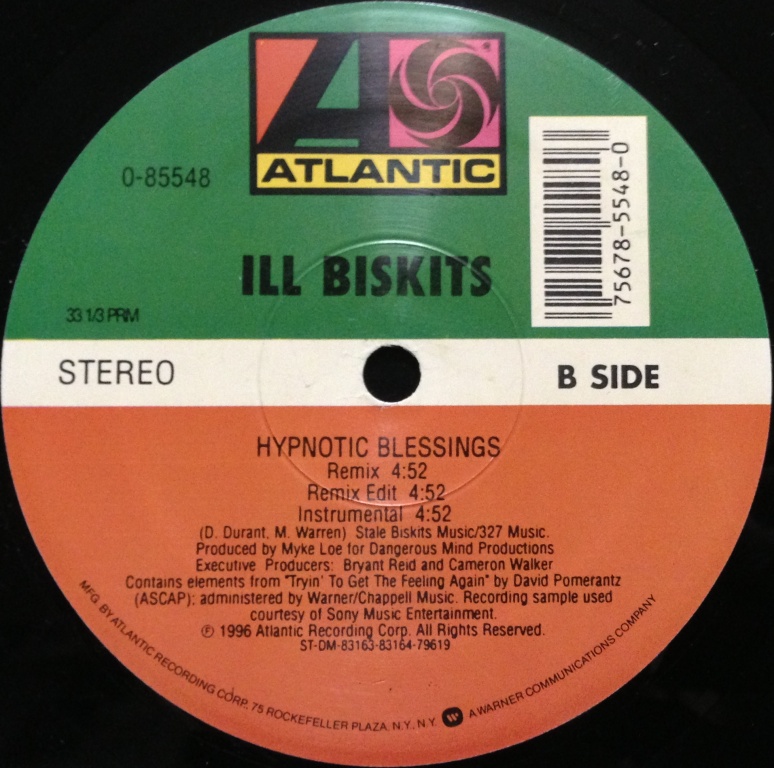 ATLANTIC
®
0-85548
75678-5548-0
ILL BISKITS
33 1/3 PRM
STEREO
B SIDE
HYPNOTIC BLESSINGS
Remix 4:52
Remix Edit 4:52
Instrumental 4:52
(D. Durant, M. Warren) Stale Biskits Music/327 Music.
Produced by Myke Loe for Dangerous Mind Productions
Executive Producers: Bryant Reid and Cameron Walker
Contains elements from "Tryin' To Get The Feeling Again" by David Pomerantz
(ASCAP); administered by Warner/Chappell Music. Recording sample used
courtesy of Sony Music Entertainment.
℗ 1996 Atlantic Recording Corp. All Rights Reserved.
ST-DM-83163-83164-79619
MFG. BY ATLANTIC RECORDING CORP., 75 ROCKEFELLER PLAZA, N.Y., N.Y. A WARNER COMMUNICATIONS COMPANY